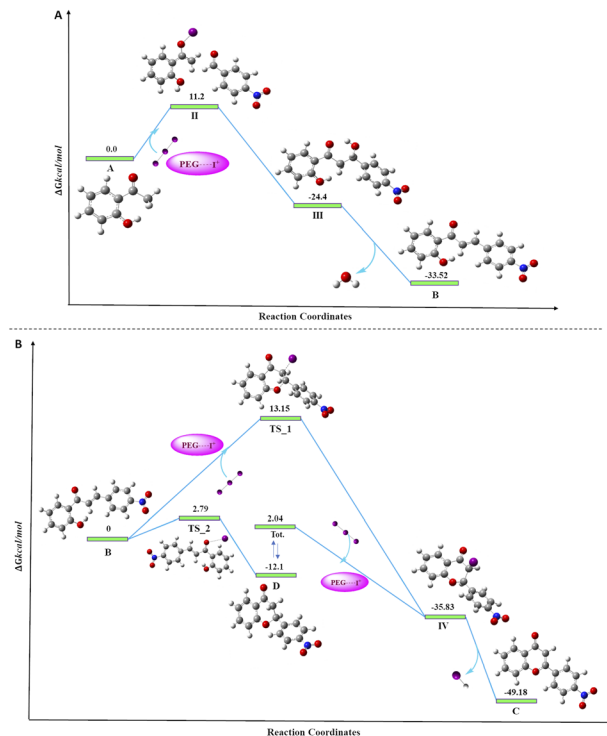 A
ΔGkcal/mol
11.2
II
0.0
A
PEG-----I⁺
-24.4
III
-33.52
B
Reaction Coordinates
B
ΔGkcal/mol
13.15
TS_1
PEG-----I⁺
0
B
2.79
TS_2
2.04
Tot.
-12.1
D
PEG-----I⁺
-35.83
IV
-49.18
C
Reaction Coordinates